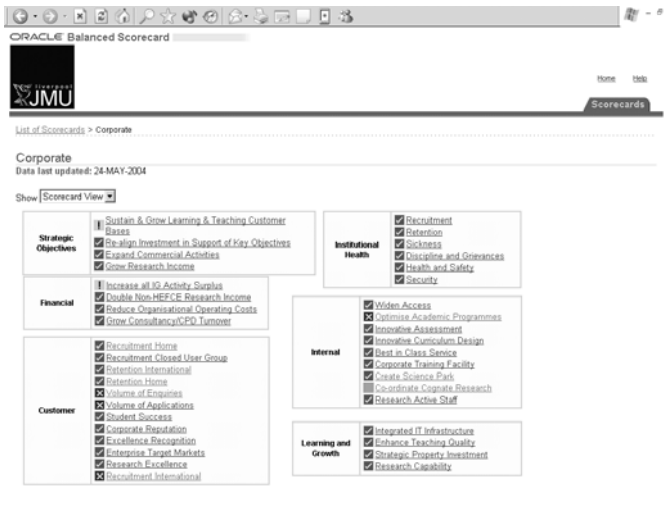 ORACLE Balanced Scorecard
liverpool
JMU
Home Help
Scorecards
List of Scorecards > Corporate
Corporate
Data last updated: 24-MAY-2004
Show Scorecard View
Strategic Objectives
Sustain & Grow Learning & Teaching Customer
Bases
Re-align Investment in Support of Key Objectives
Expand Commercial Activities
Grow Research Income
Financial
Increase all IG Activity Surplus
Double Non-HEFCE Research Income
Reduce Organisational Operating Costs
Grow Consultancy/CPD Turnover
Customer
Recruitment Home
Recruitment Closed User Group
Retention International
Retention Home
Volume of Enquiries
Volume of Applications
Student Success
Corporate Reputation
Excellence Recognition
Enterprise Target Markets
Research Excellence
Recruitment International
Institutional
Health
Recruitment
Retention
Sickness
Discipline and Grievances
Health and Safety
Security
Internal
Widen Access
Optimise Academic Programmes
Innovative Assessment
Innovative Curriculum Design
Best in Class Service
Corporate Training Facility
Create Science Park
Co-ordinate Cognate Research
Research Active Staff
Learning and
Growth
Integrated IT Infrastructure
Enhance Teaching Quality
Strategic Property Investment
Research Capability